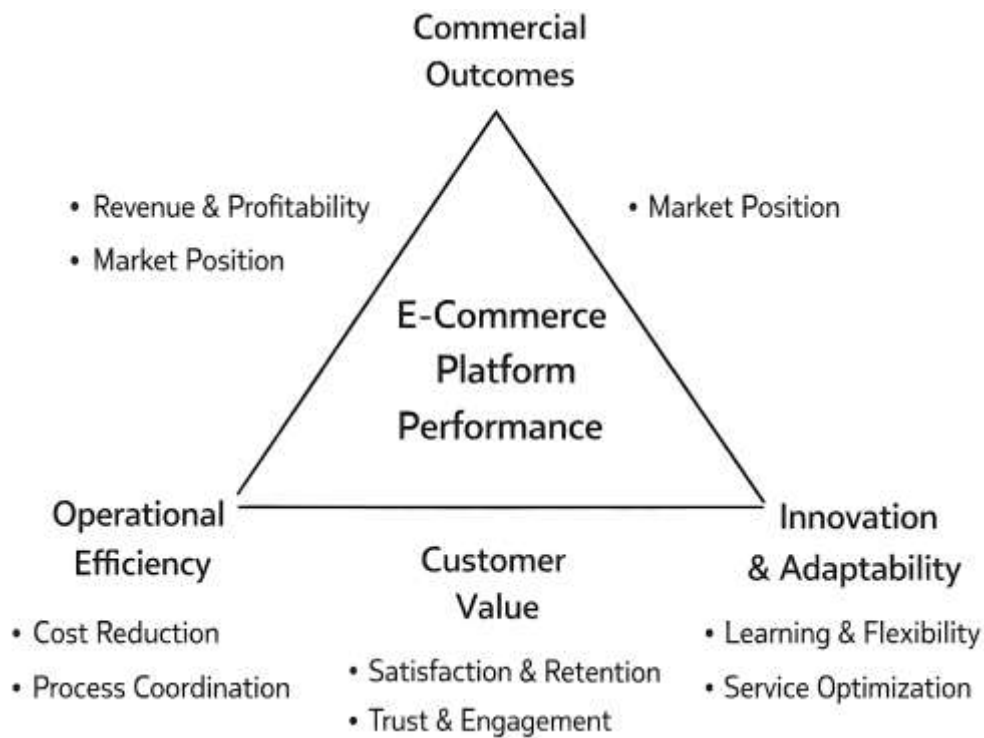 Commercial
Outcomes
• Revenue & Profitability
• Market Position
• Market Position
E-Commerce
Platform
Performance
Operational
Efficiency
• Cost Reduction
• Process Coordination
Customer
Value
• Satisfaction & Retention
• Trust & Engagement
Innovation
& Adaptability
• Learning & Flexibility
• Service Optimization